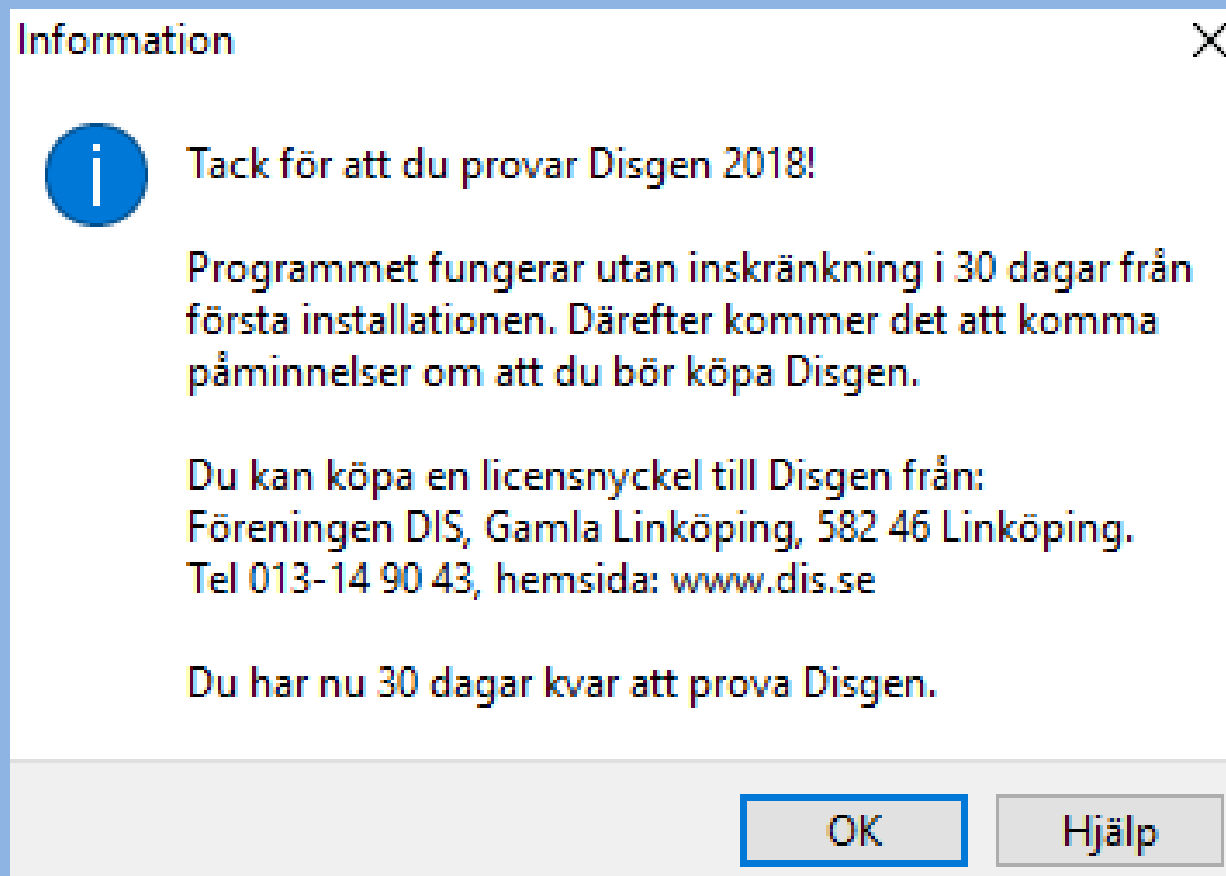 Information
Tack för att du provar Disgen 2018!
Programmet fungerar utan inskränkning i 30 dagar från
första installationen. Därefter kommer det att komma
påminnelser om att du bör köpa Disgen.
Du kan köpa en licensnyckel till Disgen från:
Föreningen DIS, Gamla Linköping, 582 46 Linköping.
Tel 013-14 90 43, hemsida: www.dis.se
Du har nu 30 dagar kvar att prova Disgen.
OK
Hjälp